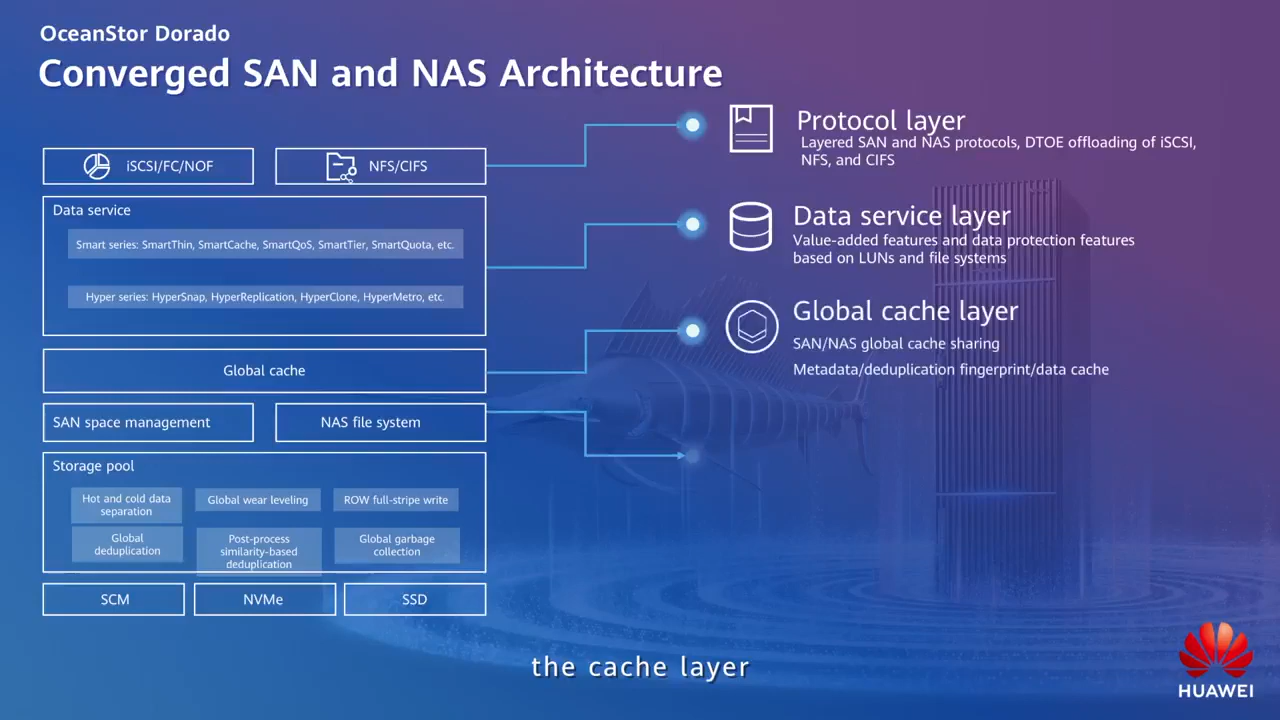 OceanStor Dorado
Converged SAN and NAS Architecture
iSCSI/FC/NOF
NFS/CIFS
Data service
Smart series: SmartThin, SmartCache, SmartQoS, SmartTier, SmartQuota, etc.
Hyper series: HyperSnap, HyperReplication, HyperClone, HyperMetro, etc.
Global cache
SAN space management
NAS file system
Storage pool
Hot and cold data
separation
Global wear leveling
ROW full-stripe write
Global
deduplication
Post-process
similarity-based
deduplication
Global garbage
collection
SCM
NVMe
SSD
Protocol layer
Layered SAN and NAS protocols, DTOE offloading of iSCSI,
NFS, and CIFS
Data service layer
Value-added features and data protection features
based on LUNs and file systems
Global cache layer
SAN/NAS global cache sharing
Metadata/deduplication fingerprint/data cache
the cache layer
HUAWEI